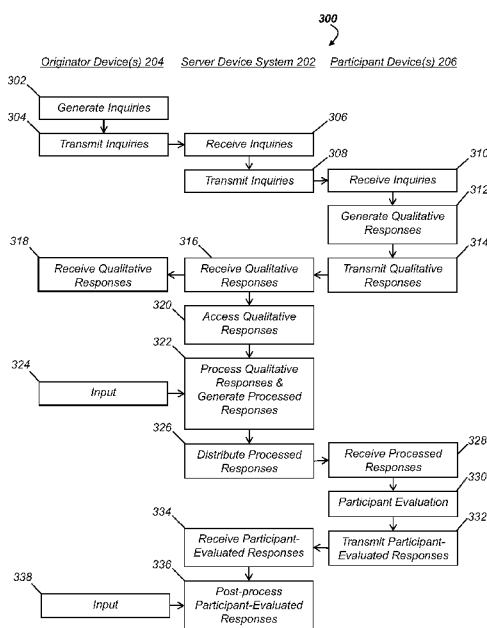 300
Originator Device(s) 204 Server Device System 202 Participant Device(s) 206
302
Generate Inquiries
304
Transmit Inquiries
306
Receive Inquiries
308
Transmit Inquiries
310
Receive Inquiries
312
Generate Qualitative
Responses
314
Transmit Qualitative
Responses
316
Receive Qualitative
Responses
318
Receive Qualitative
Responses
320
Access Qualitative
Responses
322
Process Qualitative
Responses &
Generate Processed
Responses
324
Input
326
Distribute Processed
Responses
328
Receive Processed
Responses
330
Participant Evaluation
332
Transmit Participant-
Evaluated Responses
334
Receive Participant-
Evaluated Responses
336
Post-process
Participant-Evaluated
Responses
338
Input